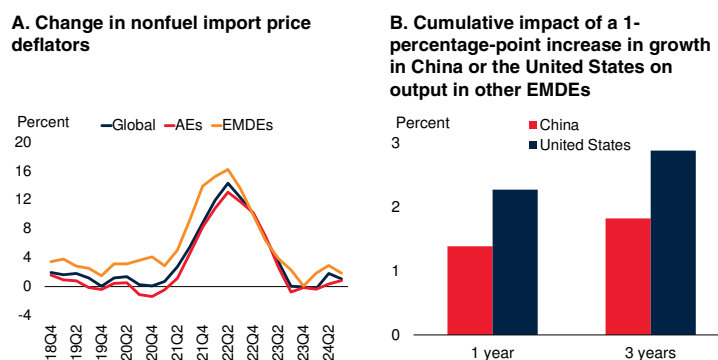 A. Change in nonfuel import price
deflators
Percent
Global AEs EMDEs
20
16
12
8
4
0
-4
18Q4
19Q2
19Q4
20Q2
20Q4
21Q2
21Q4
22Q2
22Q4
23Q2
23Q4
24Q2
B. Cumulative impact of a 1-
percentage-point increase in growth
in China or the United States on
output in other EMDEs
Percent
China
United States
3
2
1
0
1 year 3 years